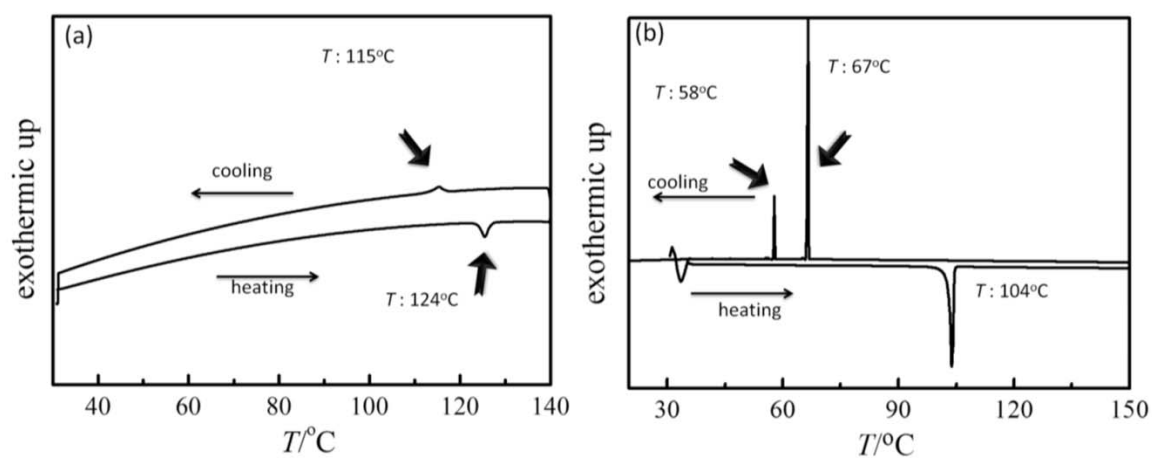 (a)
T : 115°C
cooling
heating
T : 124°C
exothermic up
40 60 80 100 120 140
T/°C
(b)
T : 67°C
T : 58°C
cooling
heating
T : 104°C
exothermic up
30 60 90 120 150
T/°C